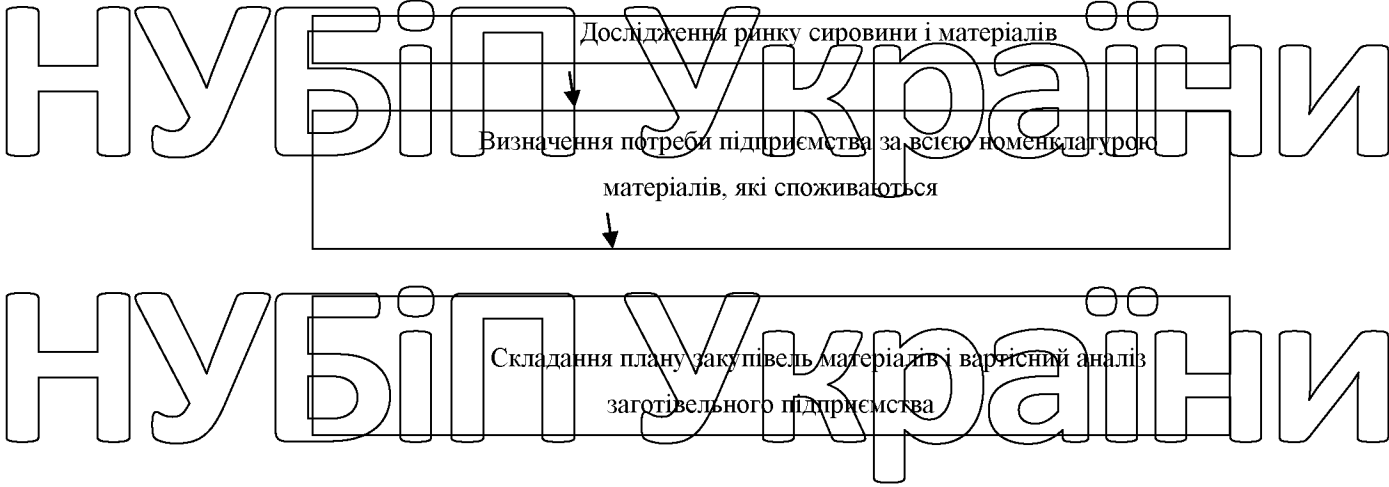 НУБіП України
Дослідження ринку сировини і матеріалів
Визначення потреби підприємства за всією номенклатурою
матеріалів, які споживаються
НУБіП України
Складання плану закупівель матеріалів і вартісний аналіз
заготівельного підприємства